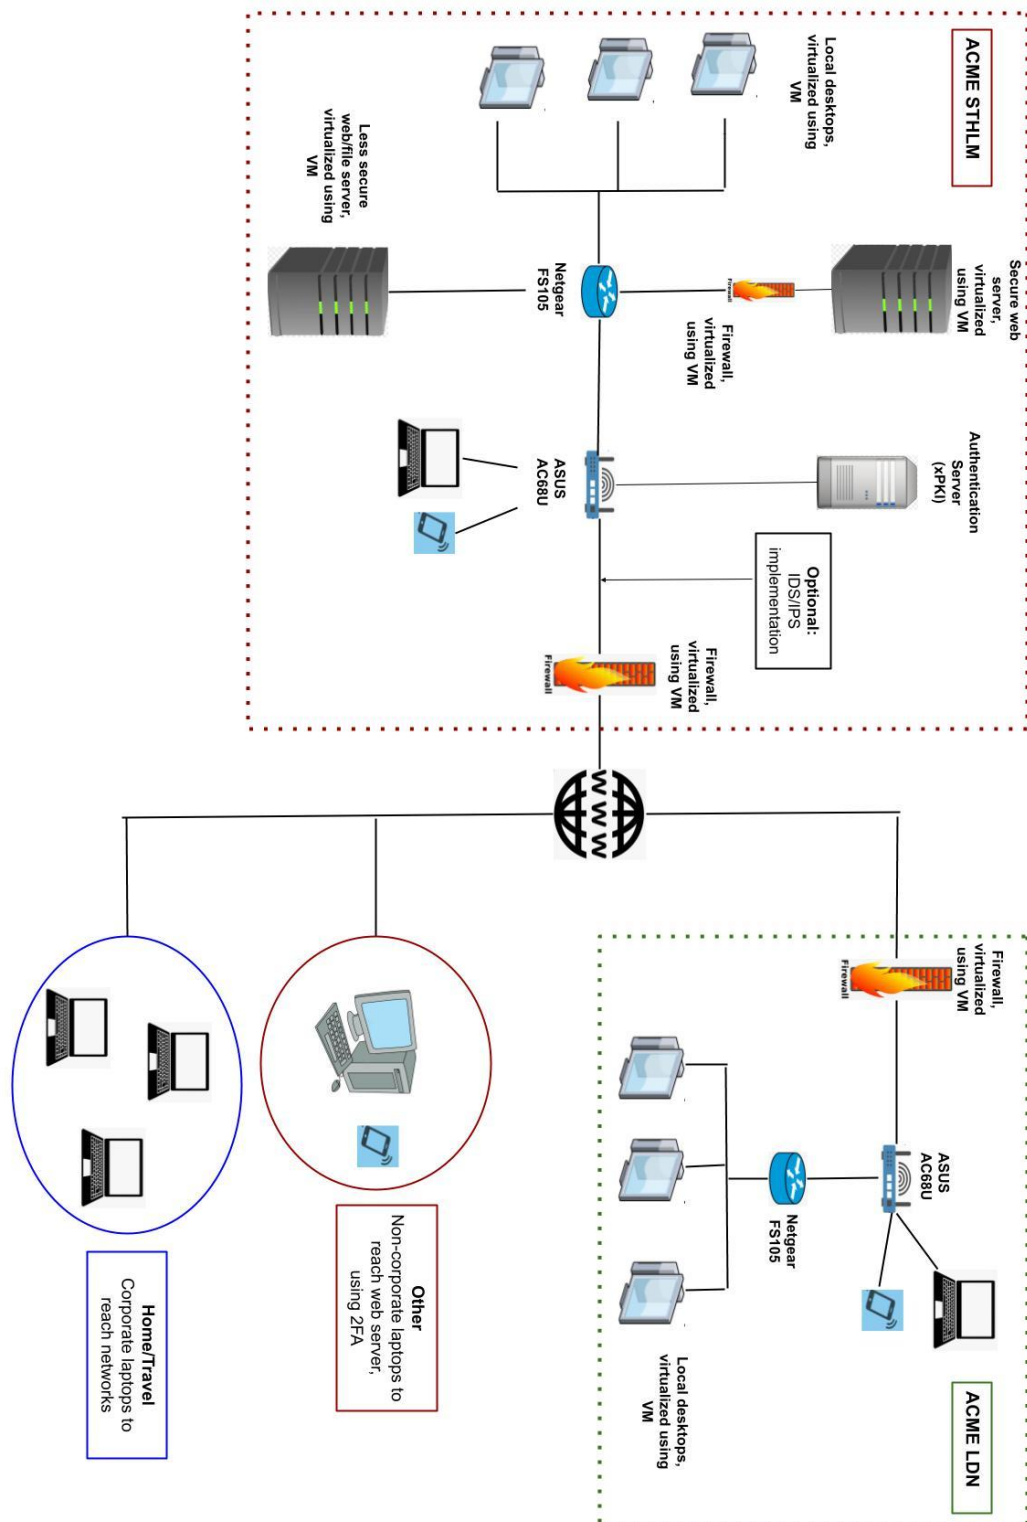 ACME STHLM
Local desktops,
virtualized using
VM
Less secure
web/file server,
virtualized using
VM
Secure web
server,
virtualized
using VM
Firewall
Firewall,
virtualized
using VM
Netgear
FS105
Authentication
Server
(xPKI)
ASUS
AC68U
Optional:
IDS/IPS
implementation
Firewall,
virtualized
using VM
Firewall
WWW
ACME LDN
Firewall,
virtualized
using VM
Firewall
ASUS
AC68U
Netgear
FS105
Local desktops,
virtualized using
VM
Other
Non-corporate laptops to
reach web server,
using 2FA
Home/Travel
Corporate laptops to
reach networks